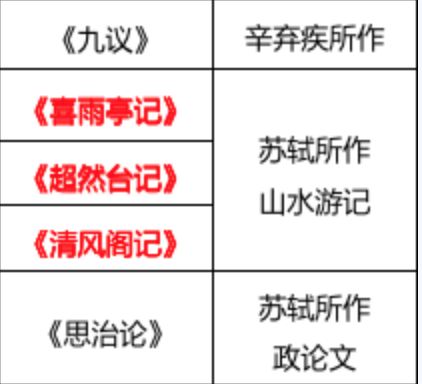 《九议》
辛弃疾所作
《喜雨亭记》
《超然台记》
《清风阁记》
苏轼所作
山水游记
《思治论》
苏轼所作
政论文